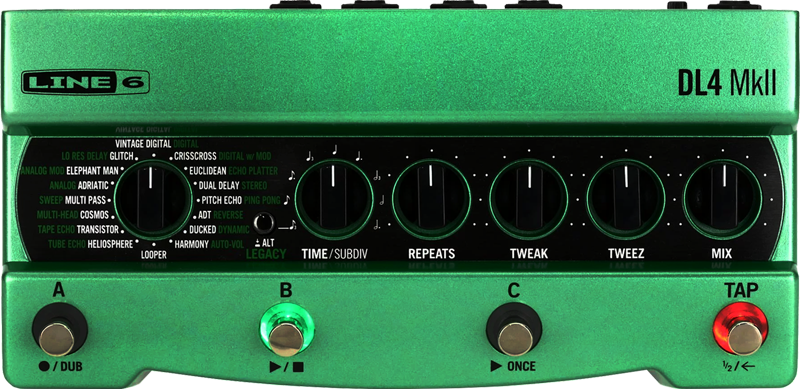 LINE 6
DL4 MkII
VINTAGE DIGITAL DIGITAL
LO RES DELAY GLITCH CRISSCROSS DIGITAL w/ MOD
ANALOG MOD ELEPHANT MAN EUCLIDEAN ECHO PLATTER
ANALOG ADRIATIC DUAL DELAY STEREO
SWEEP MULTI PASS PITCH ECHO PING PONG
MULTI-HEAD COSMOS ADT REVERSE
TAPE ECHO TRANSISTOR DUCKED DYNAMIC
TUBE ECHO HELIOSPHERE HARMONY AUTO-VOL
LOOPER
ALT
LEGACY
TIME/SUBDIV REPEATS TWEAK TWEEZ MIX
A B C TAP
●/DUB ▶/■ ▶ ONCE ½/←